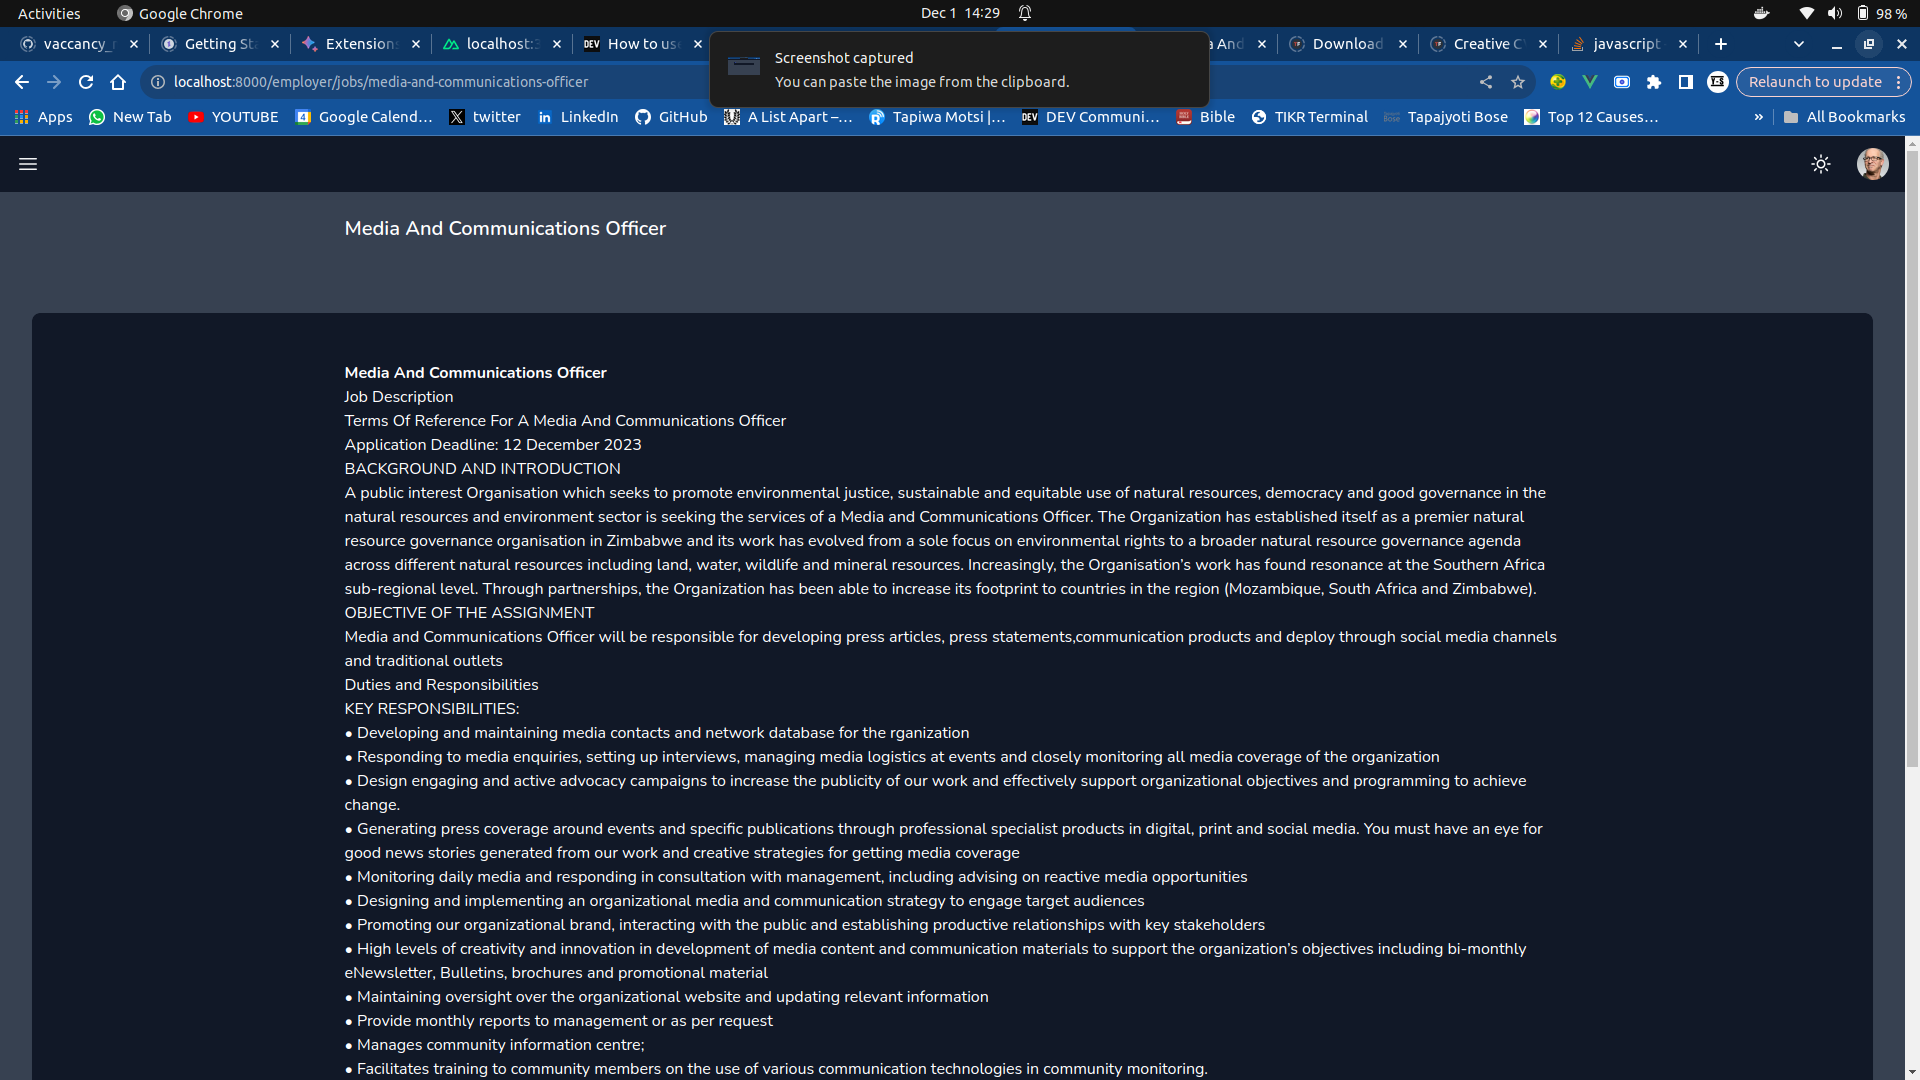 Activities
Google Chrome
Dec 1 14:29
98 %
vaccancy_
Getting Sta
Extensions
localhost:3
DEV How to us
a And
Download
Creative C
javascript
Screenshot captured
You can paste the image from the clipboard.
localhost:8000/employer/jobs/media-and-communications-officer
Relaunch to update
Apps
New Tab
YOUTUBE
4 Google Calend…
twitter
in LinkedIn
GitHub
A List Apart –…
Tapiwa Motsi |…
DEV DEV Communi…
Bible
TIKR Terminal
Bose Tapajyoti Bose
Top 12 Causes…
»
All Bookmarks
Media And Communications Officer
Media And Communications Officer
Job Description
Terms Of Reference For A Media And Communications Officer
Application Deadline: 12 December 2023
BACKGROUND AND INTRODUCTION
A public interest Organisation which seeks to promote environmental justice, sustainable and equitable use of natural resources, democracy and good governance in the
natural resources and environment sector is seeking the services of a Media and Communications Officer. The Organization has established itself as a premier natural
resource governance organisation in Zimbabwe and its work has evolved from a sole focus on environmental rights to a broader natural resource governance agenda
across different natural resources including land, water, wildlife and mineral resources. Increasingly, the Organisation's work has found resonance at the Southern Africa
sub-regional level. Through partnerships, the Organization has been able to increase its footprint to countries in the region (Mozambique, South Africa and Zimbabwe).
OBJECTIVE OF THE ASSIGNMENT
Media and Communications Officer will be responsible for developing press articles, press statements,communication products and deploy through social media channels
and traditional outlets
Duties and Responsibilities
KEY RESPONSIBILITIES:
● Developing and maintaining media contacts and network database for the rganization
● Responding to media enquiries, setting up interviews, managing media logistics at events and closely monitoring all media coverage of the organization
● Design engaging and active advocacy campaigns to increase the publicity of our work and effectively support organizational objectives and programming to achieve
change.
● Generating press coverage around events and specific publications through professional specialist products in digital, print and social media. You must have an eye for
good news stories generated from our work and creative strategies for getting media coverage
● Monitoring daily media and responding in consultation with management, including advising on reactive media opportunities
● Designing and implementing an organizational media and communication strategy to engage target audiences
● Promoting our organizational brand, interacting with the public and establishing productive relationships with key stakeholders
● High levels of creativity and innovation in development of media content and communication materials to support the organization's objectives including bi-monthly
eNewsletter, Bulletins, brochures and promotional material
● Maintaining oversight over the organizational website and updating relevant information
● Provide monthly reports to management or as per request
● Manages community information centre;
● Facilitates training to community members on the use of various communication technologies in community monitoring.